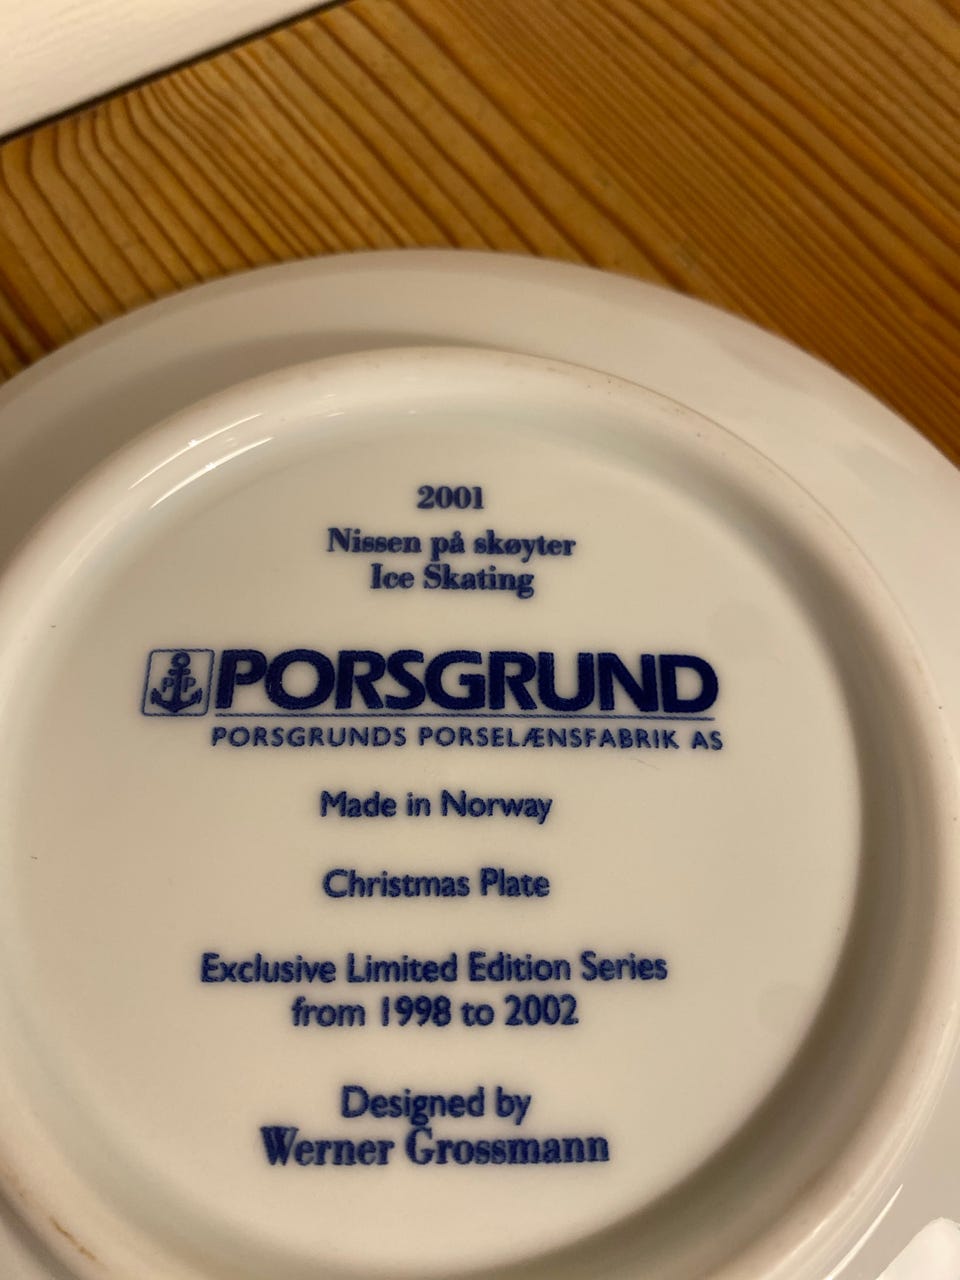 2001
Nissen på skøyter
Ice Skating
PP PORSGRUND
PORSGRUNDS PORSELÆNSFABRIK AS
Made in Norway
Christmas Plate
Exclusive Limited Edition Series
from 1998 to 2002
Designed by
Werner Grossmann